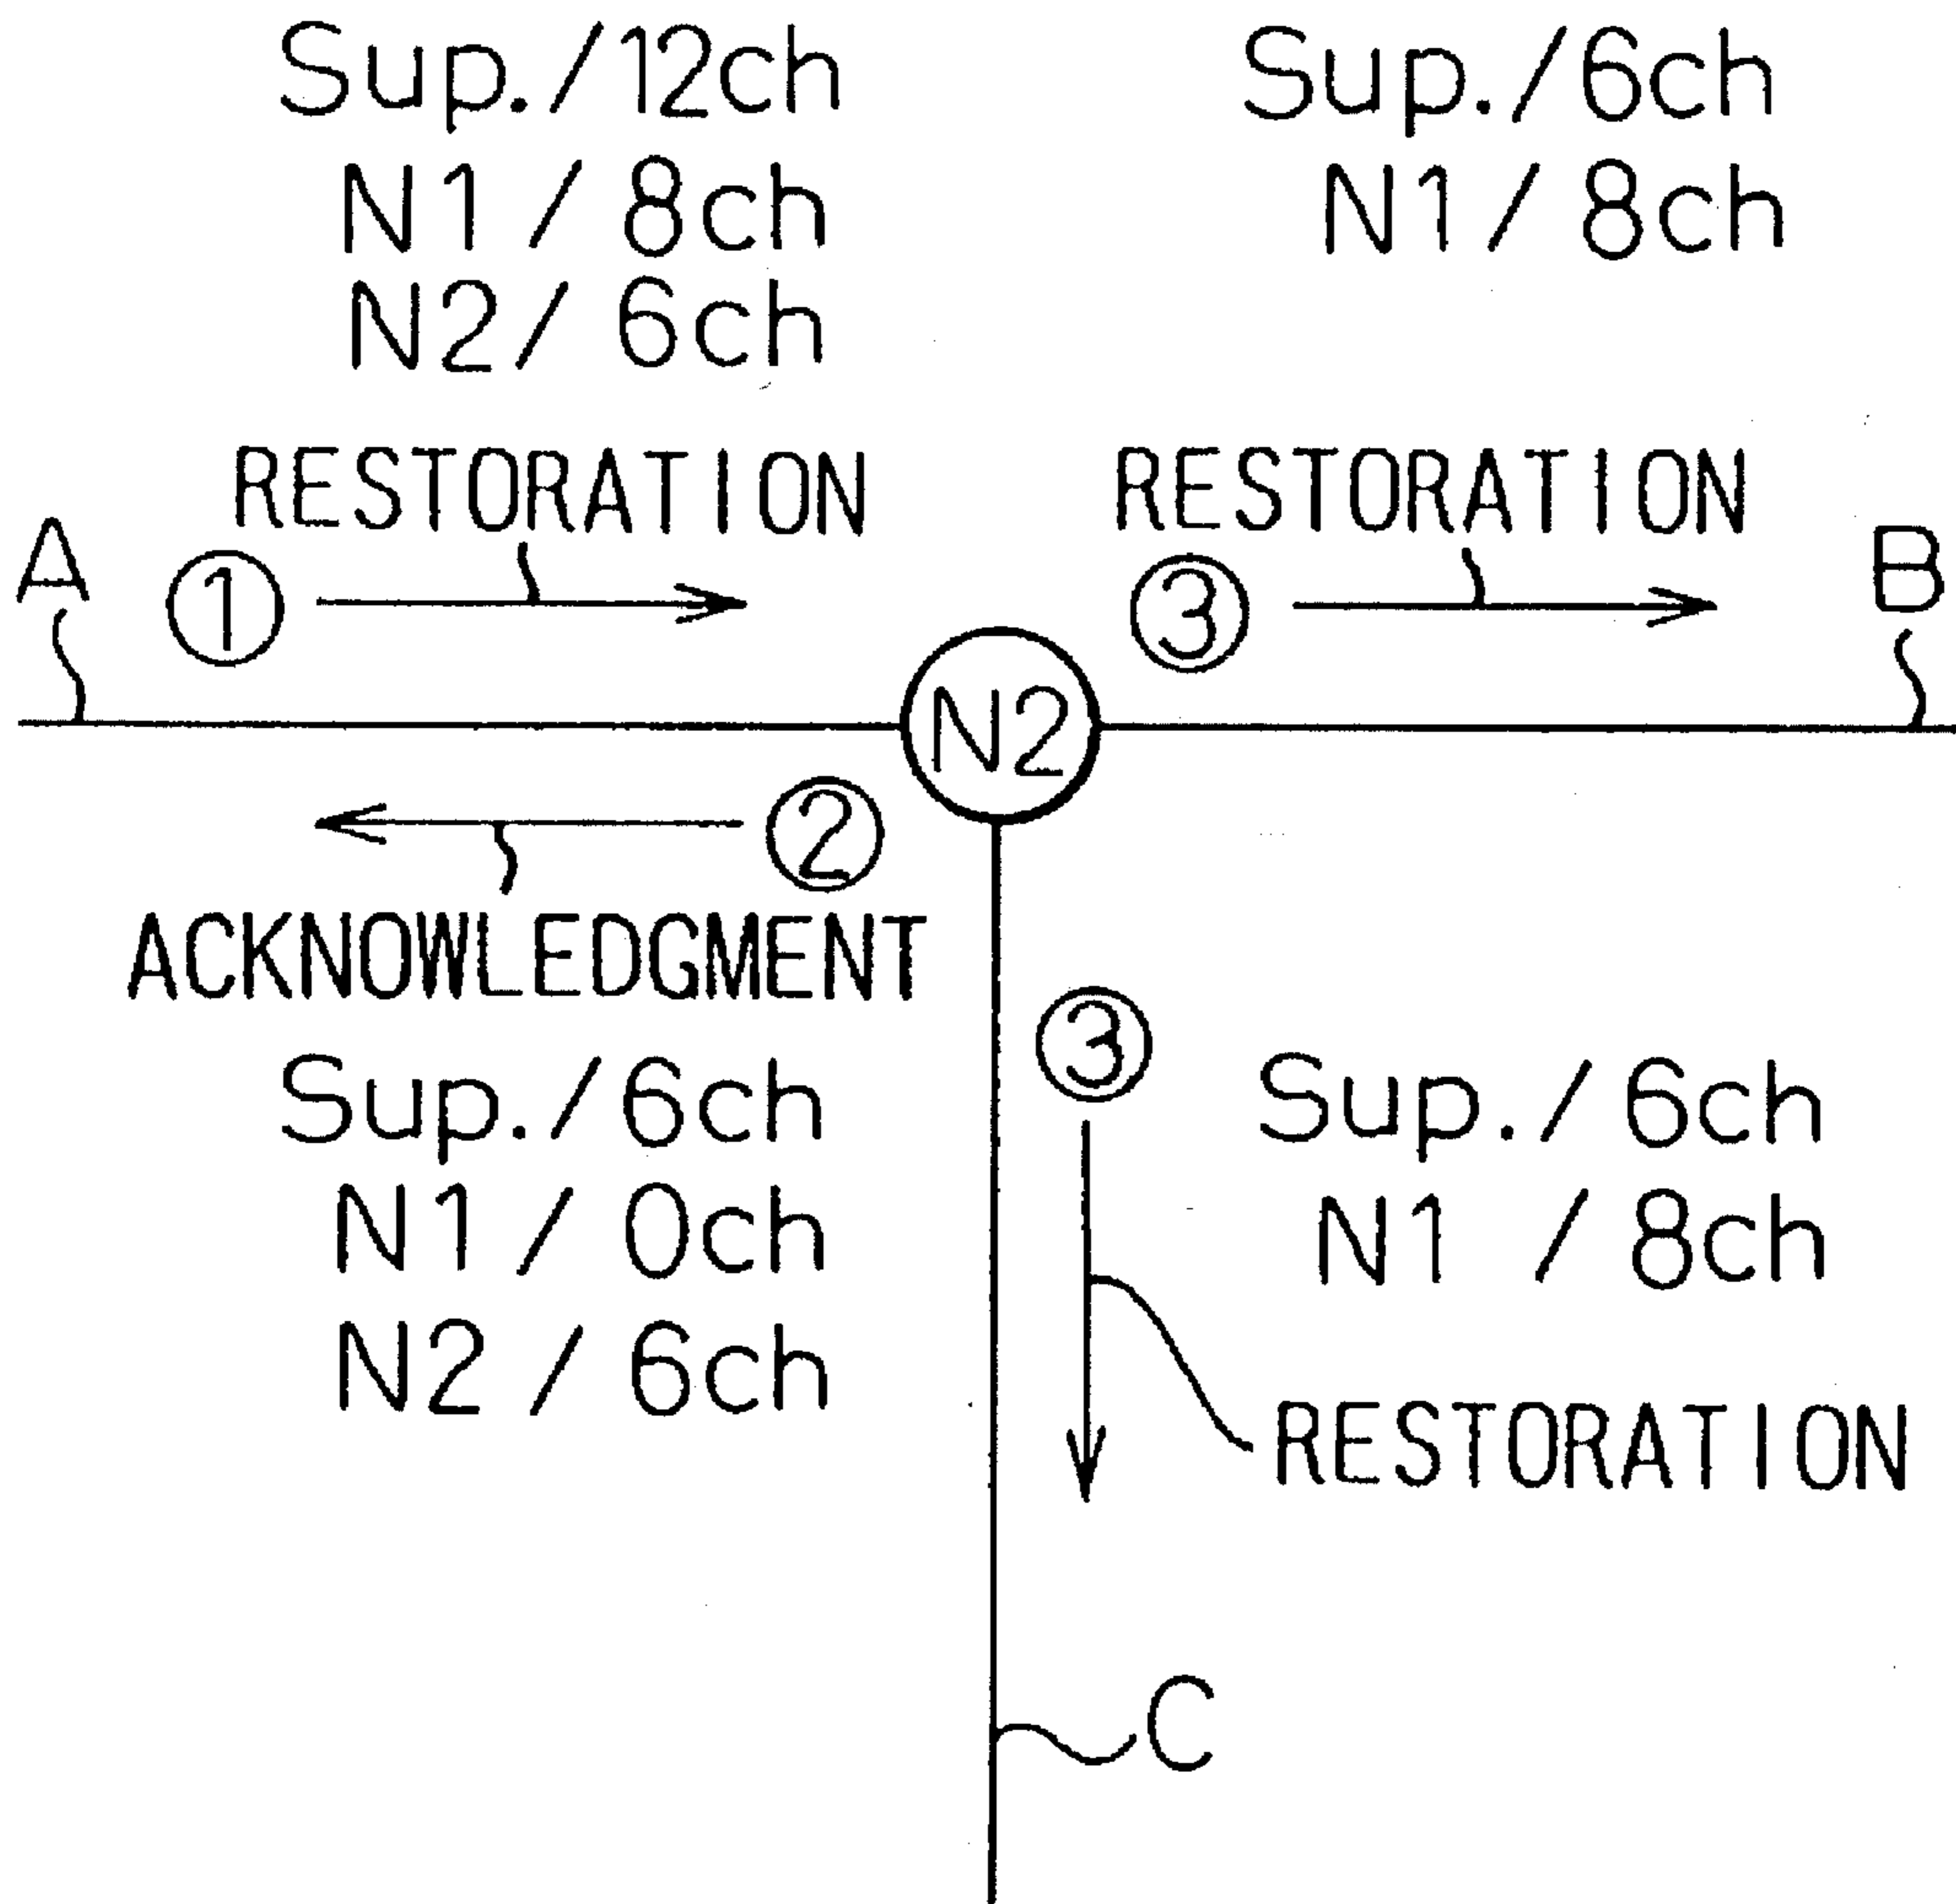 Sup./12ch
N1/8ch
N2/6ch
RESTORATION
A
①
Sup./6ch
N1/8ch
RESTORATION
③
B
N2
②
ACKNOWLEDGMENT
Sup./6ch
N1/0ch
N2/6ch
③
Sup./6ch
N1/8ch
RESTORATION
C